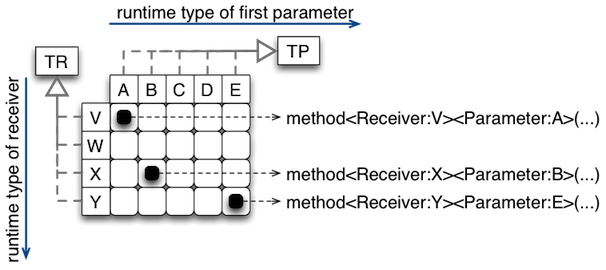 runtime type of first parameter
TR
TP
runtime type of receiver
A B C D E
V
method<Receiver:V><Parameter:A>(...)
W
X
method<Receiver:X><Parameter:B>(...)
Y
method<Receiver:Y><Parameter:E>(...)